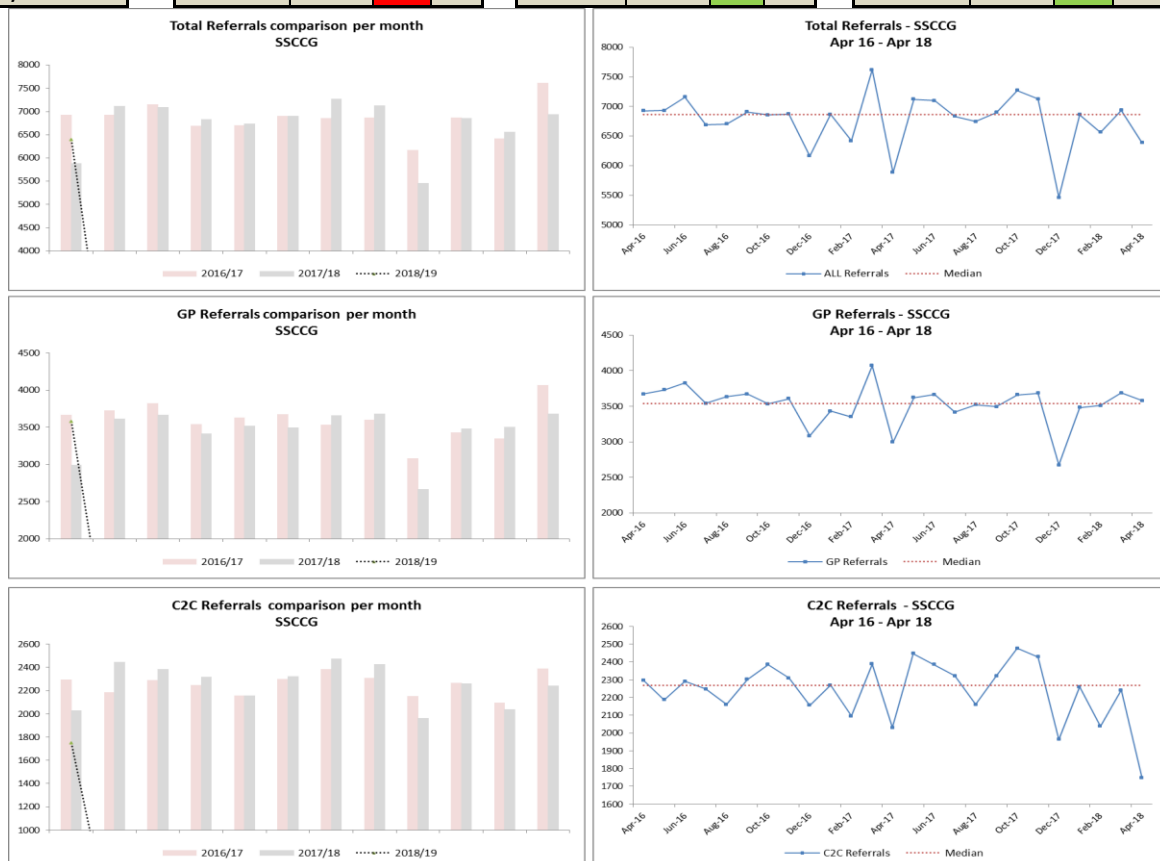 Total Referrals comparison per month
SSCCG
8000
7500
7000
6500
6000
5500
5000
4500
4000
2016/17 2017/18 2018/19
Total Referrals - SSCCG
Apr 16 - Apr 18
8000
7000
6000
5000
Apr-16 Jun-16 Aug-16 Oct-16 Dec-16 Feb-17 Apr-17 Jun-17 Aug-17 Oct-17 Dec-17 Feb-18 Apr-18
ALL Referrals Median
GP Referrals comparison per month
SSCCG
4500
4000
3500
3000
2500
2000
2016/17 2017/18 2018/19
GP Referrals - SSCCG
Apr 16 - Apr 18
4500
4000
3500
3000
2500
2000
Apr-16 Jun-16 Aug-16 Oct-16 Dec-16 Feb-17 Apr-17 Jun-17 Aug-17 Oct-17 Dec-17 Feb-18 Apr-18
GP Referrals Median
C2C Referrals comparison per month
SSCCG
2600
2400
2200
2000
1800
1600
1400
1200
1000
2016/17 2017/18 2018/19
C2C Referrals - SSCCG
Apr 16 - Apr 18
2600
2500
2400
2300
2200
2100
2000
1900
1800
1700
1600
Apr-16 Jun-16 Aug-16 Oct-16 Dec-16 Feb-17 Apr-17 Jun-17 Aug-17 Oct-17 Dec-17 Feb-18 Apr-18
C2C Referrals Median